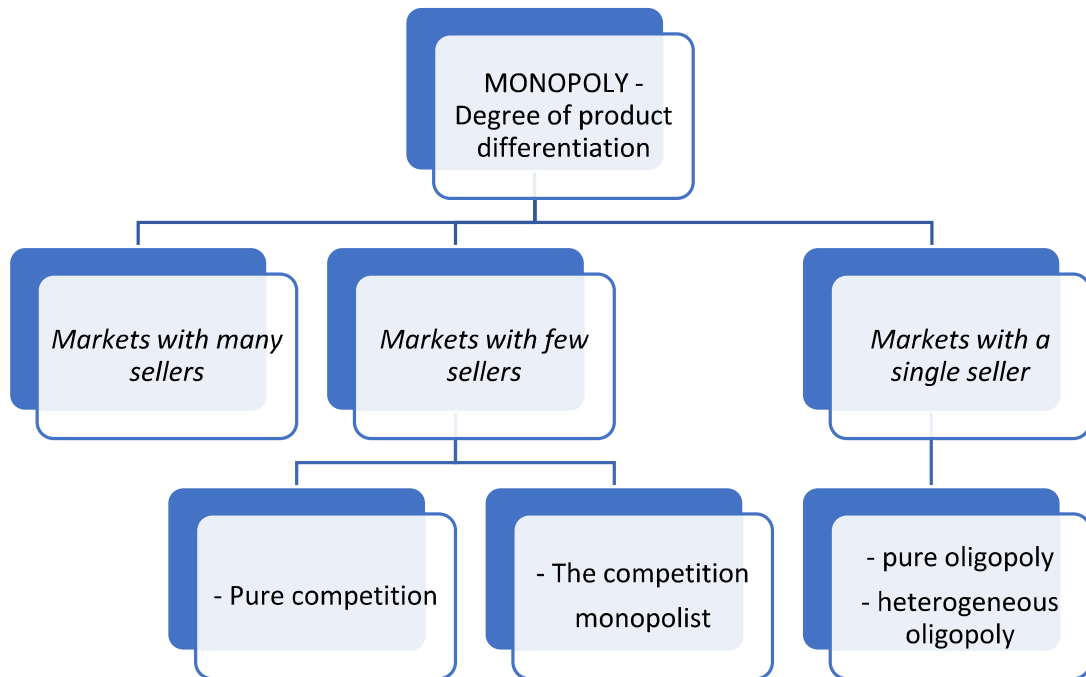 MONOPOLY -
Degree of product
differentiation
Markets with many
sellers
Markets with few
sellers
Markets with a
single seller
- Pure competition
- The competition
monopolist
- pure oligopoly
- heterogeneous
oligopoly